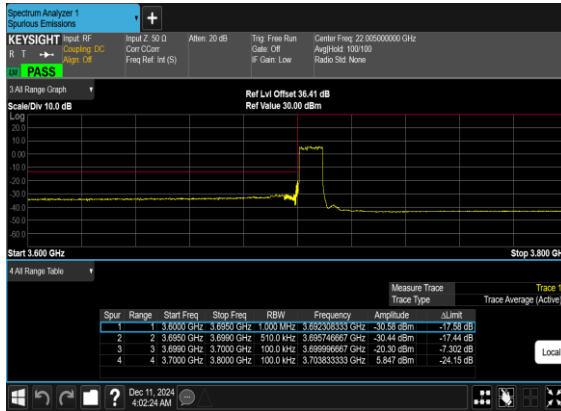 Spectrum Analyzer 1
Spurious Emissions
KEYSIGHT Input: RF Input Z: 50 Ω Atten: 20 dB Trig: Free Run Center Freq: 22.005000000 GHz
R T Coupling: DC Corr CCorr Gate: Off Avg|Hold: 100/100
Align: Off Freq Ref: Int (S) IF Gain: Low Radio Std: None
PASS
3 All Range Graph
Ref Lvl Offset 36.41 dB
Scale/Div 10.0 dB Ref Value 30.00 dBm
Log
20.0
10.0
0.00
-10.0
-20.0
-30.0
-40.0
-50.0
-60.0
Start 3.600 GHz Stop 3.800 GH
4 All Range Table
Measure Trace Trace 1
Trace Type Trace Average (Active)
Spur Range Start Freq Stop Freq RBW Frequency Amplitude ΔLimit
1 1 3.6000 GHz 3.6950 GHz 1.000 MHz 3.692308333 GHz -30.58 dBm -17.58 dB
2 2 3.6950 GHz 3.6990 GHz 510.0 kHz 3.695746667 GHz -30.44 dBm -17.44 dB
3 3 3.6990 GHz 3.7000 GHz 100.0 kHz 3.699996667 GHz -20.30 dBm -7.302 dB
4 4 3.7000 GHz 3.8000 GHz 100.0 kHz 3.703833333 GHz 5.847 dBm -24.15 dB
Local
Dec 11, 2024
4:02:24 AM